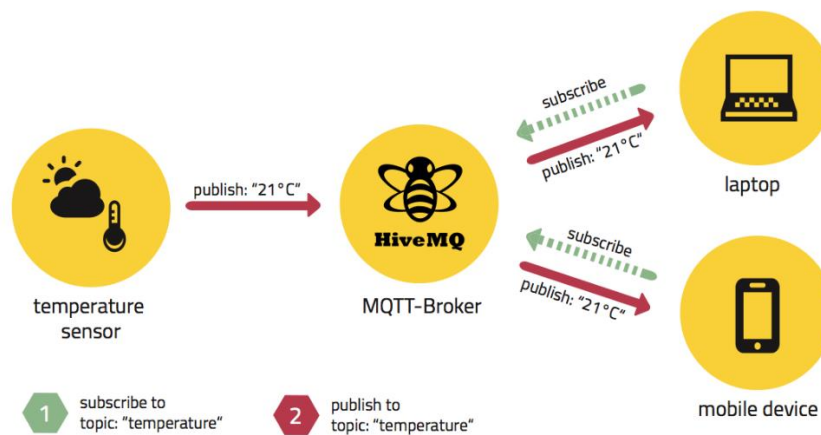 subscribe
publish: “21°C”
laptop
publish: “21°C”
HiveMQ
temperature
sensor
MQTT-Broker
subscribe
publish: “21°C”
mobile device
1
subscribe to
topic: “temperature“
2
publish to
topic: “temperature“